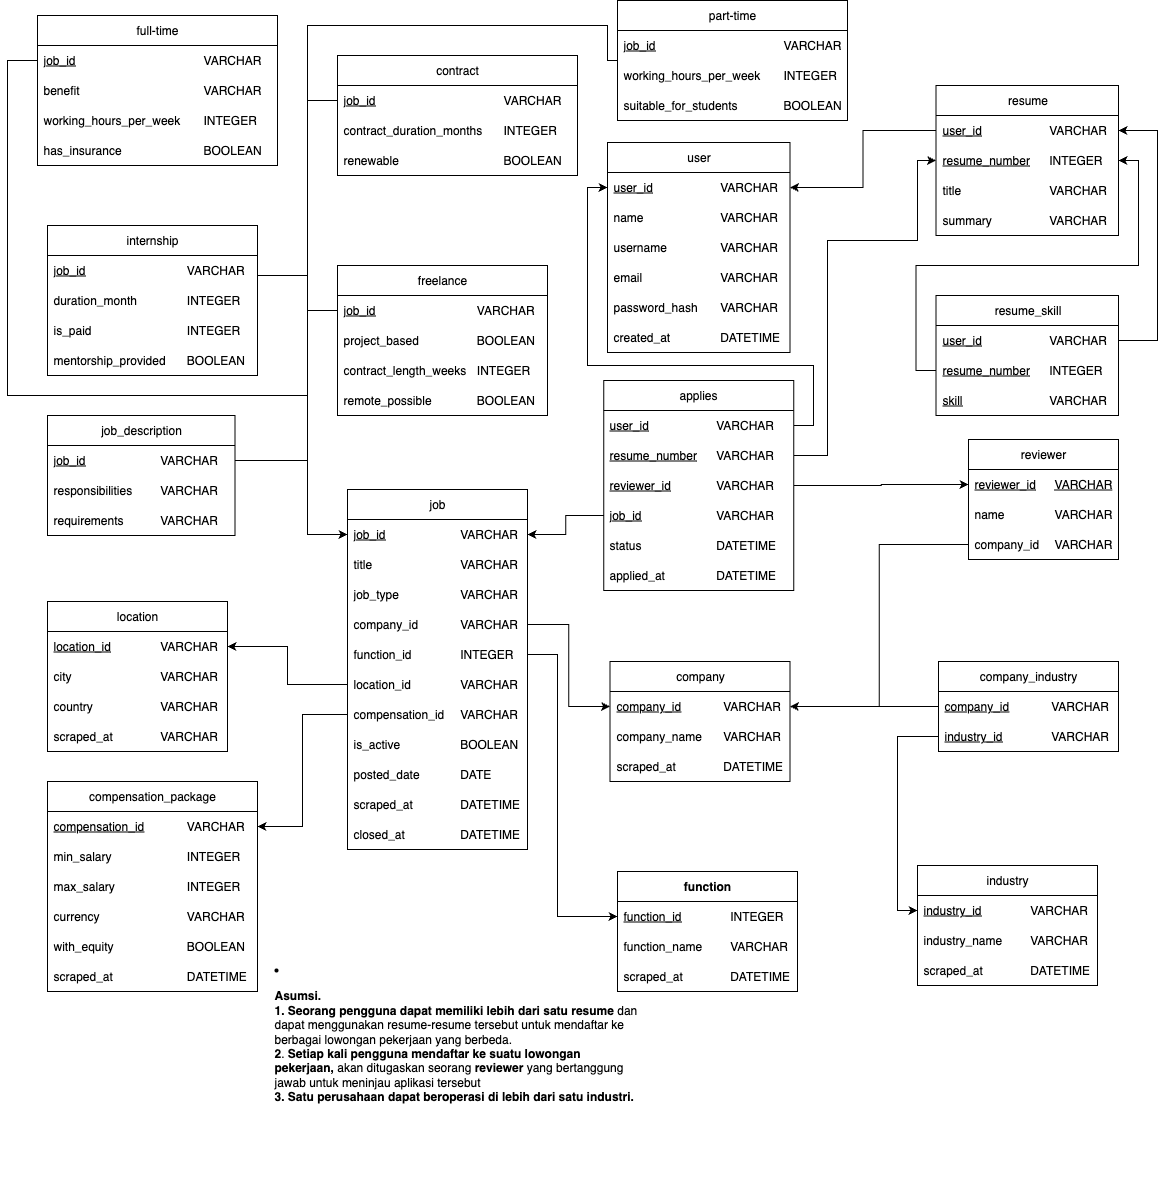 full-time
job_id VARCHAR
benefit VARCHAR
working_hours_per_week INTEGER
has_insurance BOOLEAN
contract
job_id VARCHAR
contract_duration_months INTEGER
renewable BOOLEAN
part-time
job_id VARCHAR
working_hours_per_week INTEGER
suitable_for_students BOOLEAN
resume
user_id VARCHAR
resume_number INTEGER
title VARCHAR
summary VARCHAR
user
user_id VARCHAR
name VARCHAR
username VARCHAR
email VARCHAR
password_hash VARCHAR
created_at DATETIME
internship
job_id VARCHAR
duration_month INTEGER
is_paid INTEGER
mentorship_provided BOOLEAN
freelance
job_id VARCHAR
project_based BOOLEAN
contract_length_weeks INTEGER
remote_possible BOOLEAN
resume_skill
user_id VARCHAR
resume_number INTEGER
skill VARCHAR
applies
user_id VARCHAR
resume_number VARCHAR
reviewer_id VARCHAR
job_id VARCHAR
status DATETIME
applied_at DATETIME
job_description
job_id VARCHAR
responsibilities VARCHAR
requirements VARCHAR
reviewer
reviewer_id VARCHAR
name VARCHAR
company_id VARCHAR
job
job_id VARCHAR
title VARCHAR
job_type VARCHAR
company_id VARCHAR
function_id INTEGER
location_id VARCHAR
compensation_id VARCHAR
is_active BOOLEAN
posted_date DATE
scraped_at DATETIME
closed_at DATETIME
location
location_id VARCHAR
city VARCHAR
country VARCHAR
scraped_at VARCHAR
company
company_id VARCHAR
company_name VARCHAR
scraped_at DATETIME
company_industry
company_id VARCHAR
industry_id VARCHAR
compensation_package
compensation_id VARCHAR
min_salary INTEGER
max_salary INTEGER
currency VARCHAR
with_equity BOOLEAN
scraped_at DATETIME
function
function_id INTEGER
function_name VARCHAR
scraped_at DATETIME
industry
industry_id VARCHAR
industry_name VARCHAR
scraped_at DATETIME
•
Asumsi.
1. Seorang pengguna dapat memiliki lebih dari satu resume dan
dapat menggunakan resume-resume tersebut untuk mendaftar ke
berbagai lowongan pekerjaan yang berbeda.
2. Setiap kali pengguna mendaftar ke suatu lowongan
pekerjaan, akan ditugaskan seorang reviewer yang bertanggung
jawab untuk meninjau aplikasi tersebut
3. Satu perusahaan dapat beroperasi di lebih dari satu industri.